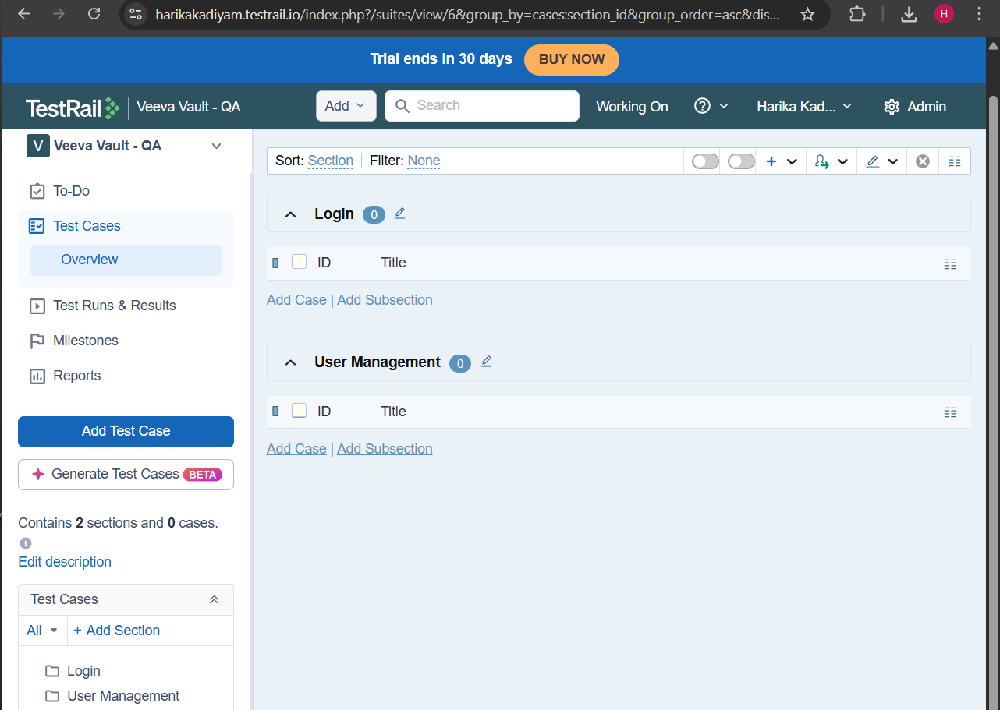 harikakadiyam.testrail.io/index.php?/suites/view/6&group_by=cases:section_id&group_order=asc&dis...
H
Trial ends in 30 days BUY NOW
TestRail Veeva Vault - QA Add Search Working On Harika Kad... Admin
V Veeva Vault - QA
To-Do
Test Cases
Overview
Test Runs & Results
Milestones
Reports
Add Test Case
Generate Test Cases BETA
Contains 2 sections and 0 cases.
Edit description
Test Cases
All + Add Section
Login
User Management
Sort: Section Filter: None
Login 0
ID Title
Add Case | Add Subsection
User Management 0
ID Title
Add Case | Add Subsection